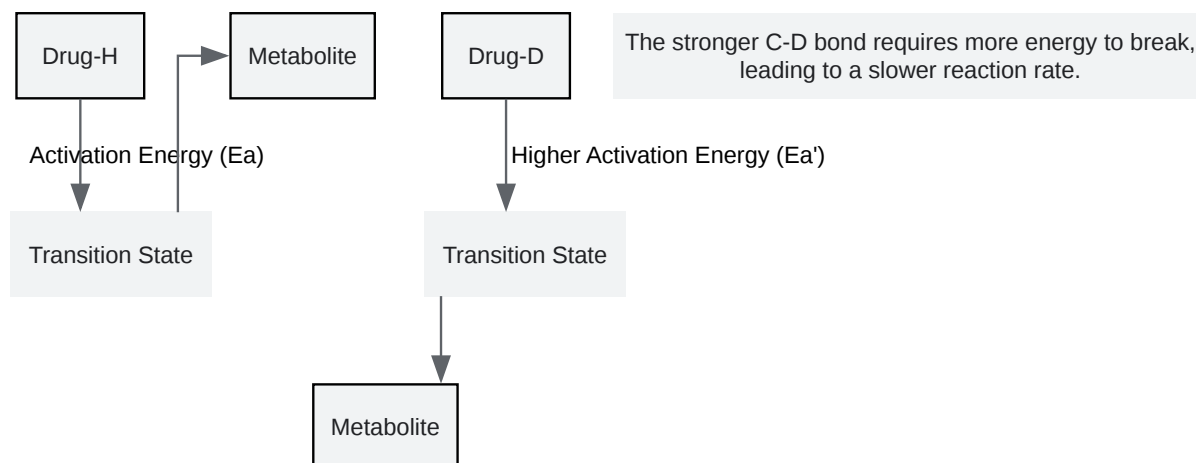 Drug-H
Metabolite
Drug-D
The stronger C-D bond requires more energy to break,
leading to a slower reaction rate.
Activation Energy (Ea)
Higher Activation Energy (Ea')
Transition State
Transition State
Metabolite